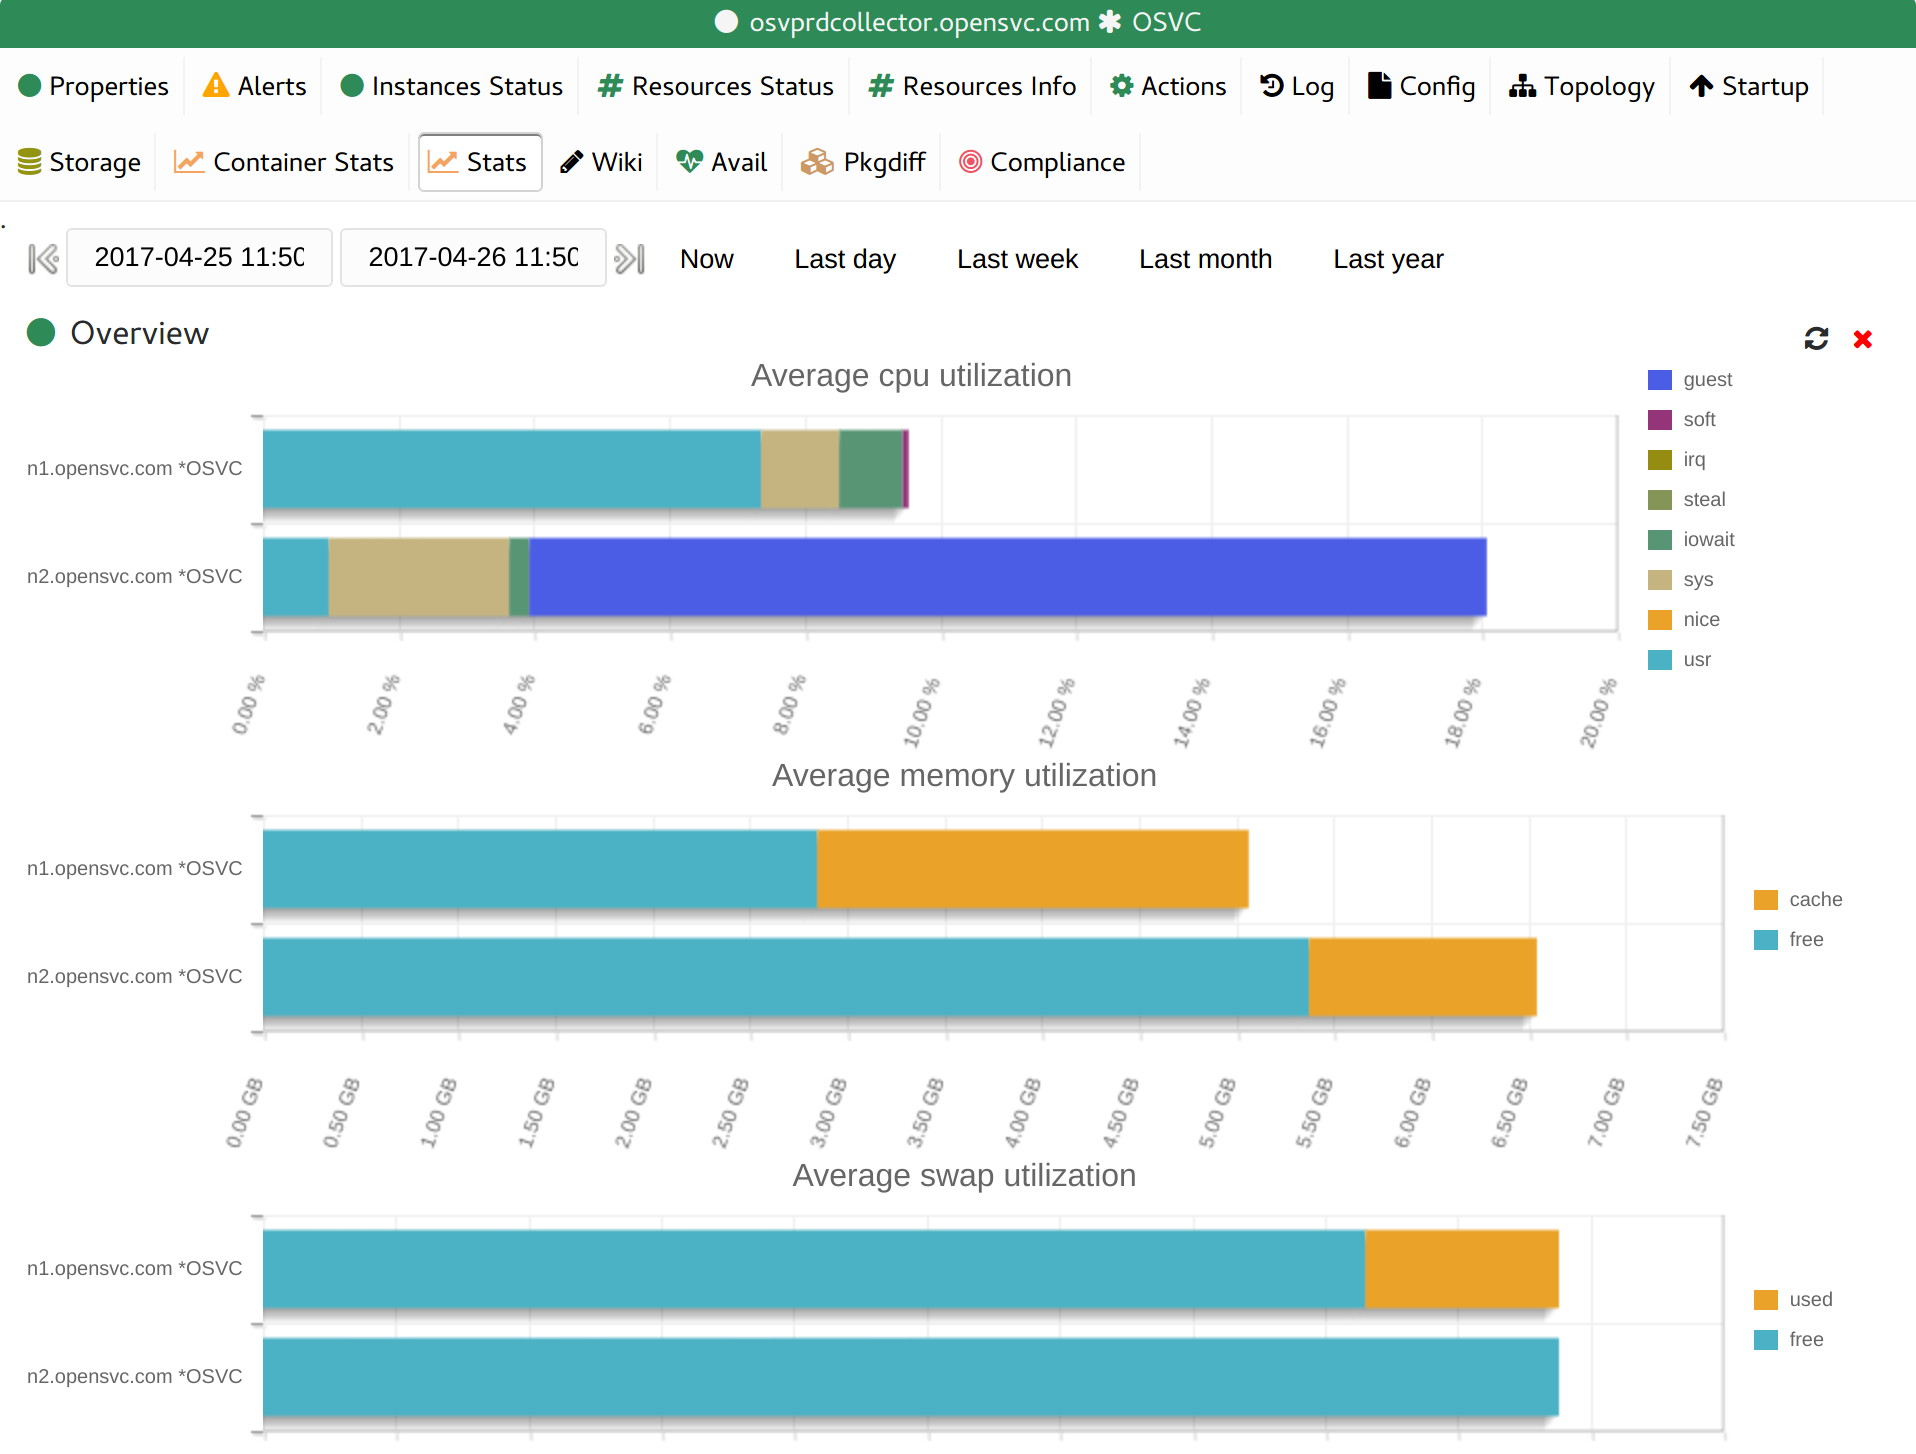 osvprdcollector.opensvc.com ✱ OSVC
Properties Alerts Instances Status Resources Status Resources Info Actions Log Config Topology Startup
Storage Container Stats Stats Wiki Avail Pkgdiff Compliance
2017-04-25 11:50 2017-04-26 11:50 Now Last day Last week Last month Last year
Overview
Average cpu utilization
guest
soft
irq
steal
iowait
sys
nice
usr
n1.opensvc.com *OSVC
n2.opensvc.com *OSVC
0.00 % 2.00 % 4.00 % 6.00 % 8.00 % 10.00 % 12.00 % 14.00 % 16.00 % 18.00 % 20.00 %
Average memory utilization
n1.opensvc.com *OSVC
n2.opensvc.com *OSVC
cache
free
0.00 GB 0.50 GB 1.00 GB 1.50 GB 2.00 GB 2.50 GB 3.00 GB 3.50 GB 4.00 GB 4.50 GB 5.00 GB 5.50 GB 6.00 GB 6.50 GB 7.00 GB 7.50 GB
Average swap utilization
n1.opensvc.com *OSVC
n2.opensvc.com *OSVC
used
free